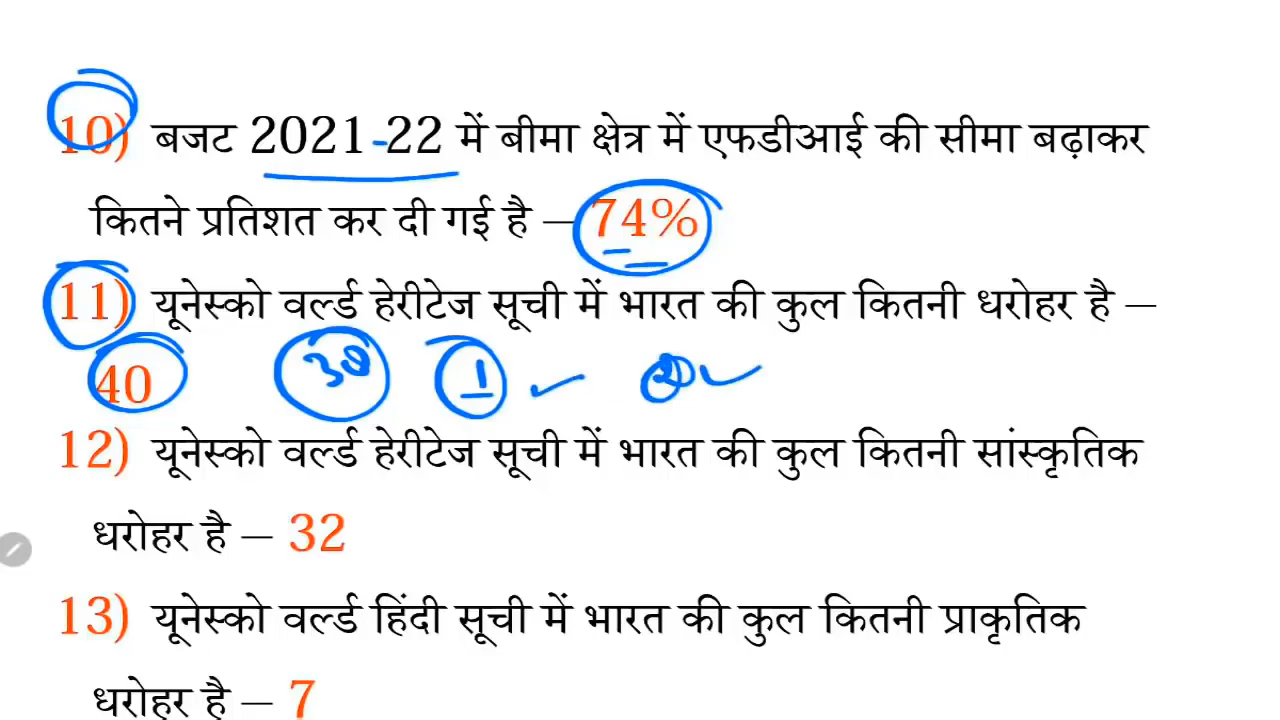 10) बजट 2021-22 में बीमा क्षेत्र में एफडीआई की सीमा बढ़ाकर
कितने प्रतिशत कर दी गई है – 74%
11) यूनेस्को वर्ल्ड हेरीटेज सूची में भारत की कुल कितनी धरोहर है –
40 1
12) यूनेस्को वर्ल्ड हेरीटेज सूची में भारत की कुल कितनी सांस्कृतिक
धरोहर है – 32
13) यूनेस्को वर्ल्ड हिंदी सूची में भारत की कुल कितनी प्राकृतिक
धरोहर है – 7